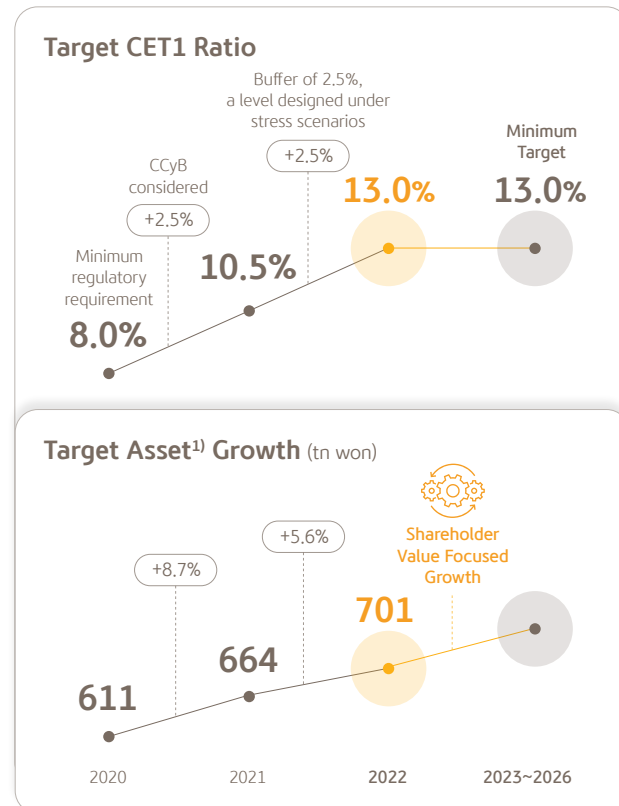 Target CET1 Ratio
Buffer of 2.5%,
a level designed under
stress scenarios
+2.5%
Minimum
Target
CCyB
considered
+2.5%
13.0%
13.0%
Minimum
regulatory
requirement
10.5%
8.0%
Target Asset1) Growth (tn won)
+8.7%
+5.6%
Shareholder
Value Focused
Growth
701
664
611
2020
2021
2022
2023~2026